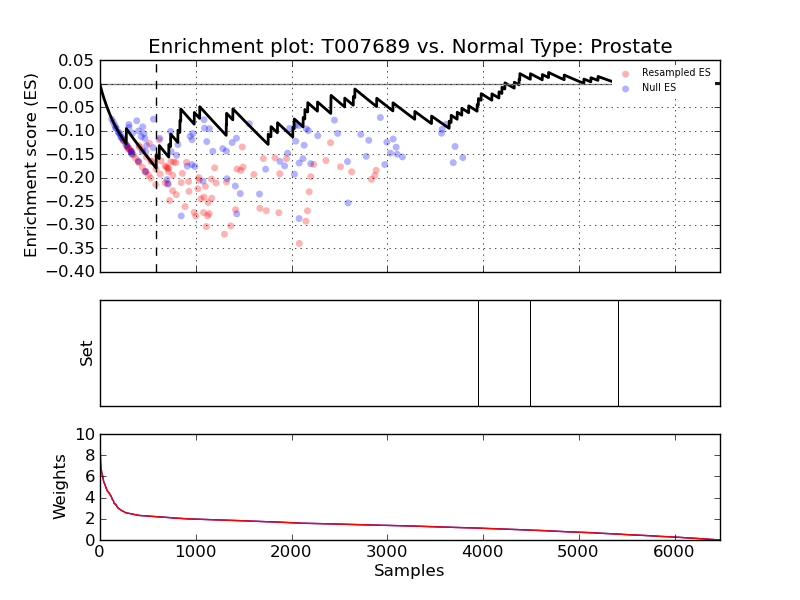 Enrichment plot: T007689 vs. Normal Type: Prostate
Enrichment score (ES)
0.05
0.00
−0.05
−0.10
−0.15
−0.20
−0.25
−0.30
−0.35
−0.40
Resampled ES
Null ES
Set
Weights
10
8
6
4
2
0
0 1000 2000 3000 4000 5000 6000
Samples